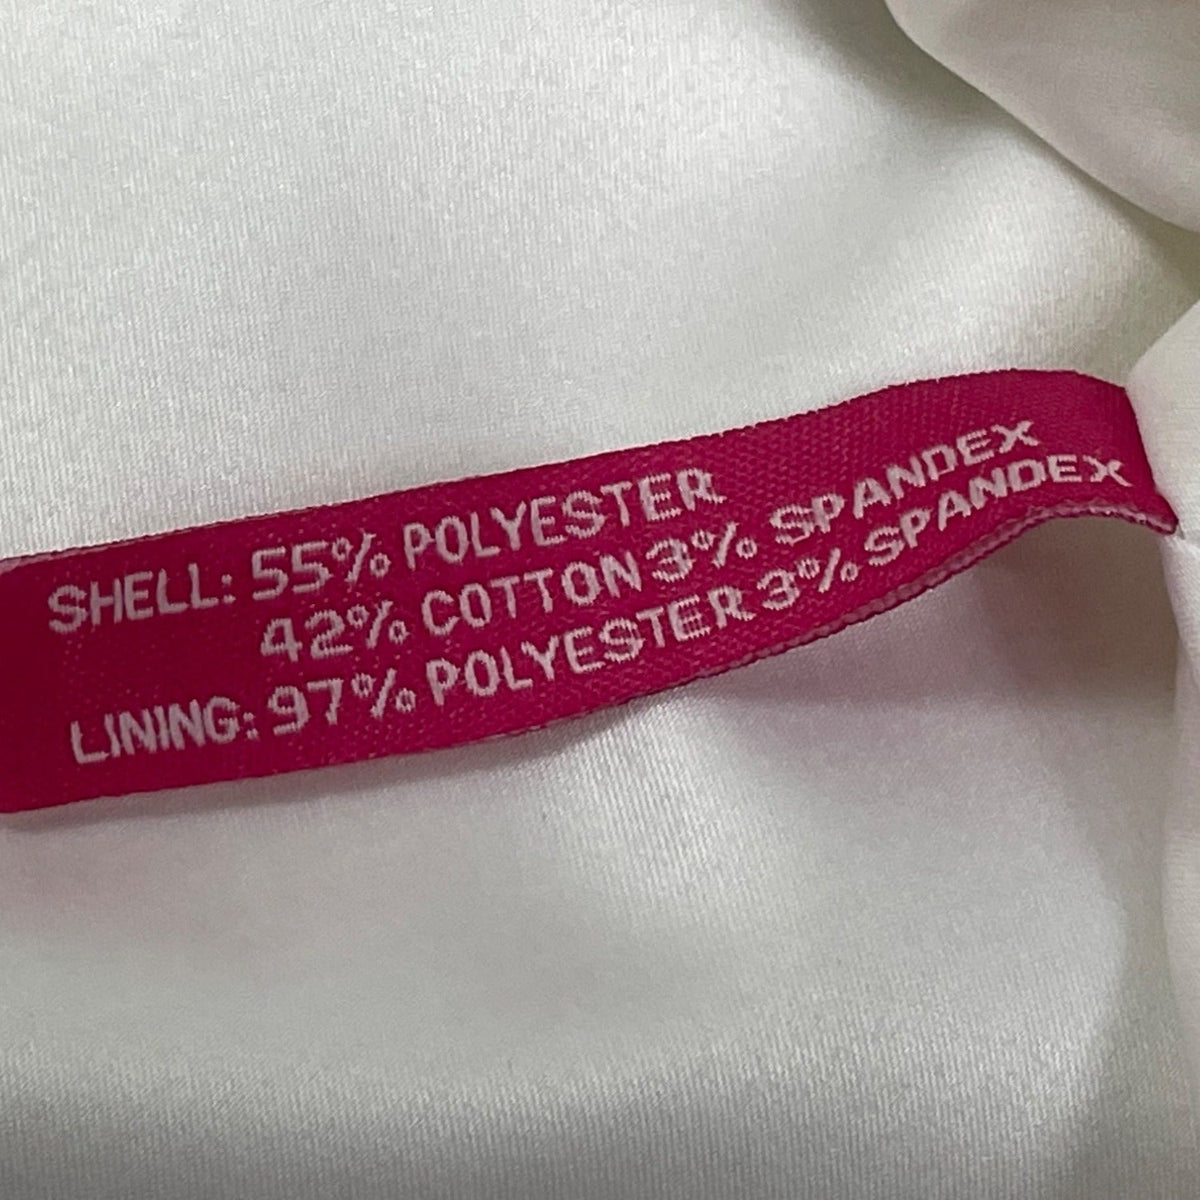 SHELL: 55% POLYESTER
42% COTTON 3% SPANDEX
LINING: 97% POLYESTER 3% SPANDEX